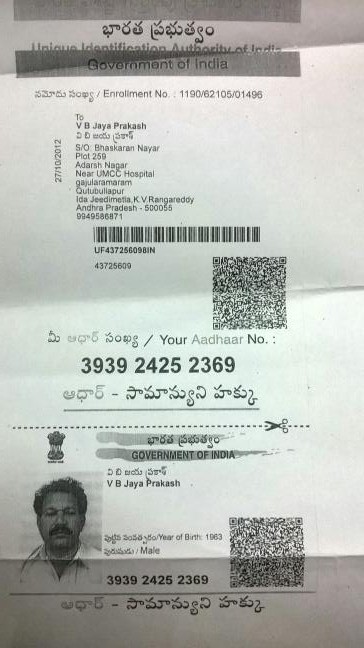 భారత ప్రభుత్వం
Unique Identification Authority of India
Government of India
నమోదు సంఖ్య / Enrollment No. : 1190/62105/01496
27/10/2012
To
V B Jaya Prakash
వి బి జయ ప్రకాశ్
S/O: Bhaskaran Nayar
Plot 259
Adarsh Nagar
Near UMCC Hospital
gajularamaram
Qutubullapur
Ida Jeedimetla,K.V.Rangareddy
Andhra Pradesh - 500055
9949586871
UF437256098IN
43725609
మీ ఆధార్ సంఖ్య / Your Aadhaar No. :
3939 2425 2369
ఆధార్ - సామాన్యుని హక్కు
భారత ప్రభుత్వం
GOVERNMENT OF INDIA
వి బి జయ ప్రకాశ్
V B Jaya Prakash
పుట్టిన సంవత్సరం/Year of Birth: 1963
పురుషుడు / Male
3939 2425 2369
ఆధార్ - సామాన్యుని హక్కు